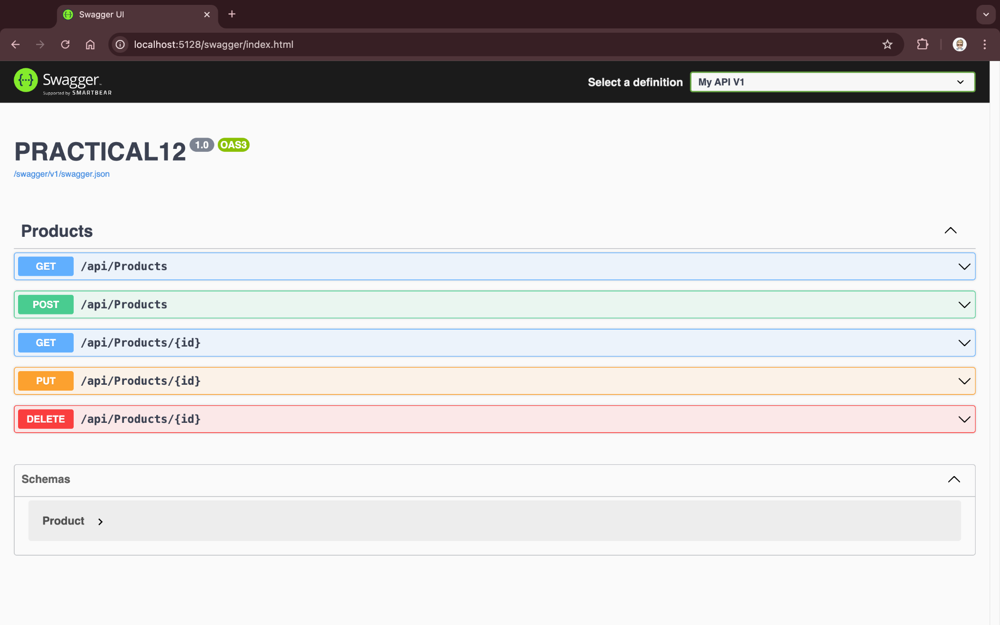 Swagger UI
localhost:5128/swagger/index.html
{···} Swagger
Supported by SMARTBEAR
Select a definition
My API V1
PRACTICAL12 1.0 OAS3
/swagger/v1/swagger.json
Products
GET /api/Products
POST /api/Products
GET /api/Products/{id}
PUT /api/Products/{id}
DELETE /api/Products/{id}
Schemas
Product